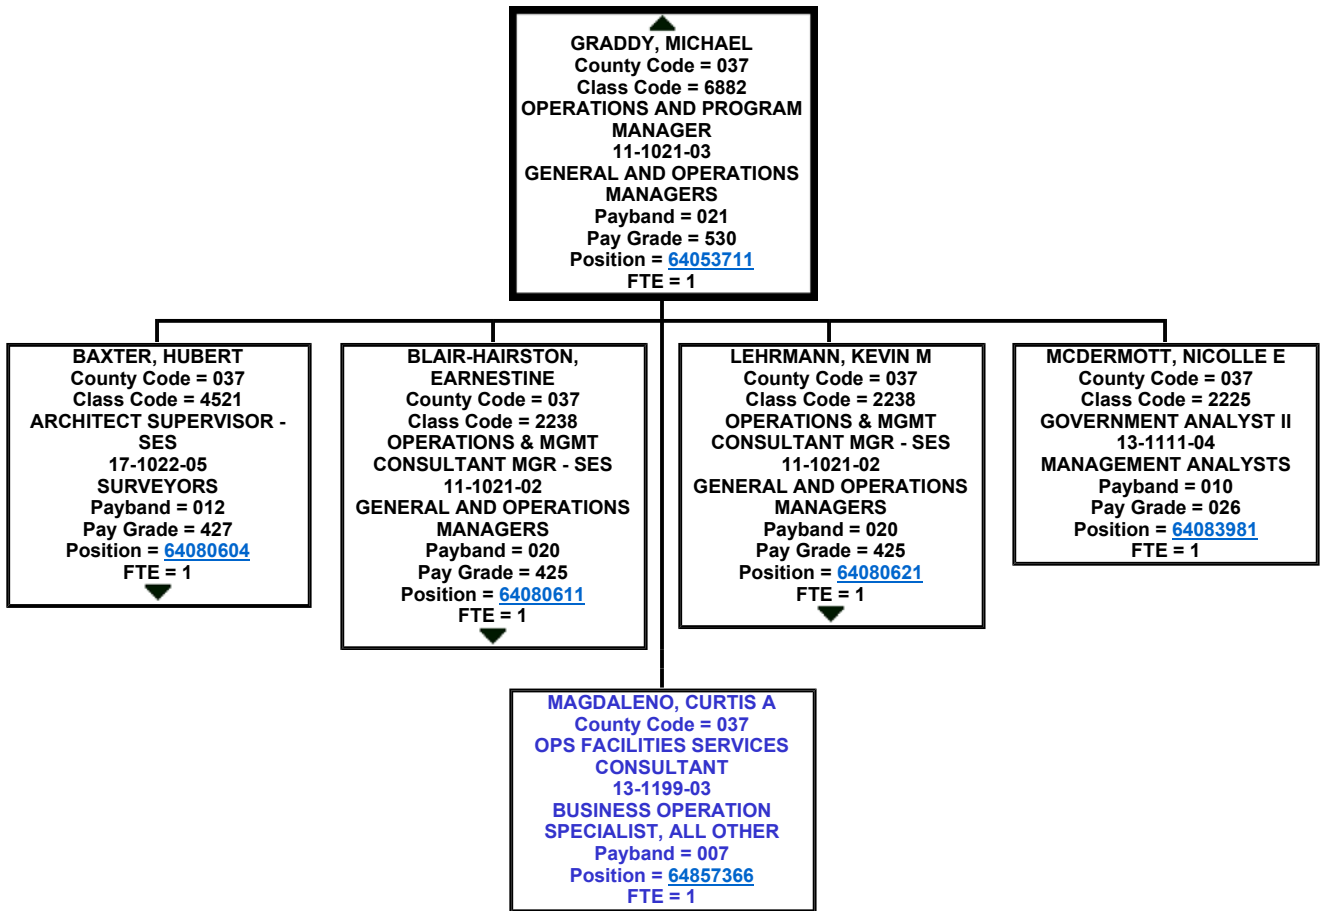 GRADDY, MICHAEL
County Code = 037
Class Code = 6882
OPERATIONS AND PROGRAM
MANAGER
11-1021-03
GENERAL AND OPERATIONS
MANAGERS
Payband = 021
Pay Grade = 530
Position = 64053711
FTE = 1
BAXTER, HUBERT
County Code = 037
Class Code = 4521
ARCHITECT SUPERVISOR -
SES
17-1022-05
SURVEYORS
Payband = 012
Pay Grade = 427
Position = 64080604
FTE = 1
BLAIR-HAIRSTON,
EARNESTINE
County Code = 037
Class Code = 2238
OPERATIONS & MGMT
CONSULTANT MGR - SES
11-1021-02
GENERAL AND OPERATIONS
MANAGERS
Payband = 020
Pay Grade = 425
Position = 64080611
FTE = 1
LEHRMANN, KEVIN M
County Code = 037
Class Code = 2238
OPERATIONS & MGMT
CONSULTANT MGR - SES
11-1021-02
GENERAL AND OPERATIONS
MANAGERS
Payband = 020
Pay Grade = 425
Position = 64080621
FTE = 1
MCDERMOTT, NICOLLE E
County Code = 037
Class Code = 2225
GOVERNMENT ANALYST II
13-1111-04
MANAGEMENT ANALYSTS
Payband = 010
Pay Grade = 026
Position = 64083981
FTE = 1
MAGDALENO, CURTIS A
County Code = 037
OPS FACILITIES SERVICES
CONSULTANT
13-1199-03
BUSINESS OPERATION
SPECIALIST, ALL OTHER
Payband = 007
Position = 64857366
FTE = 1